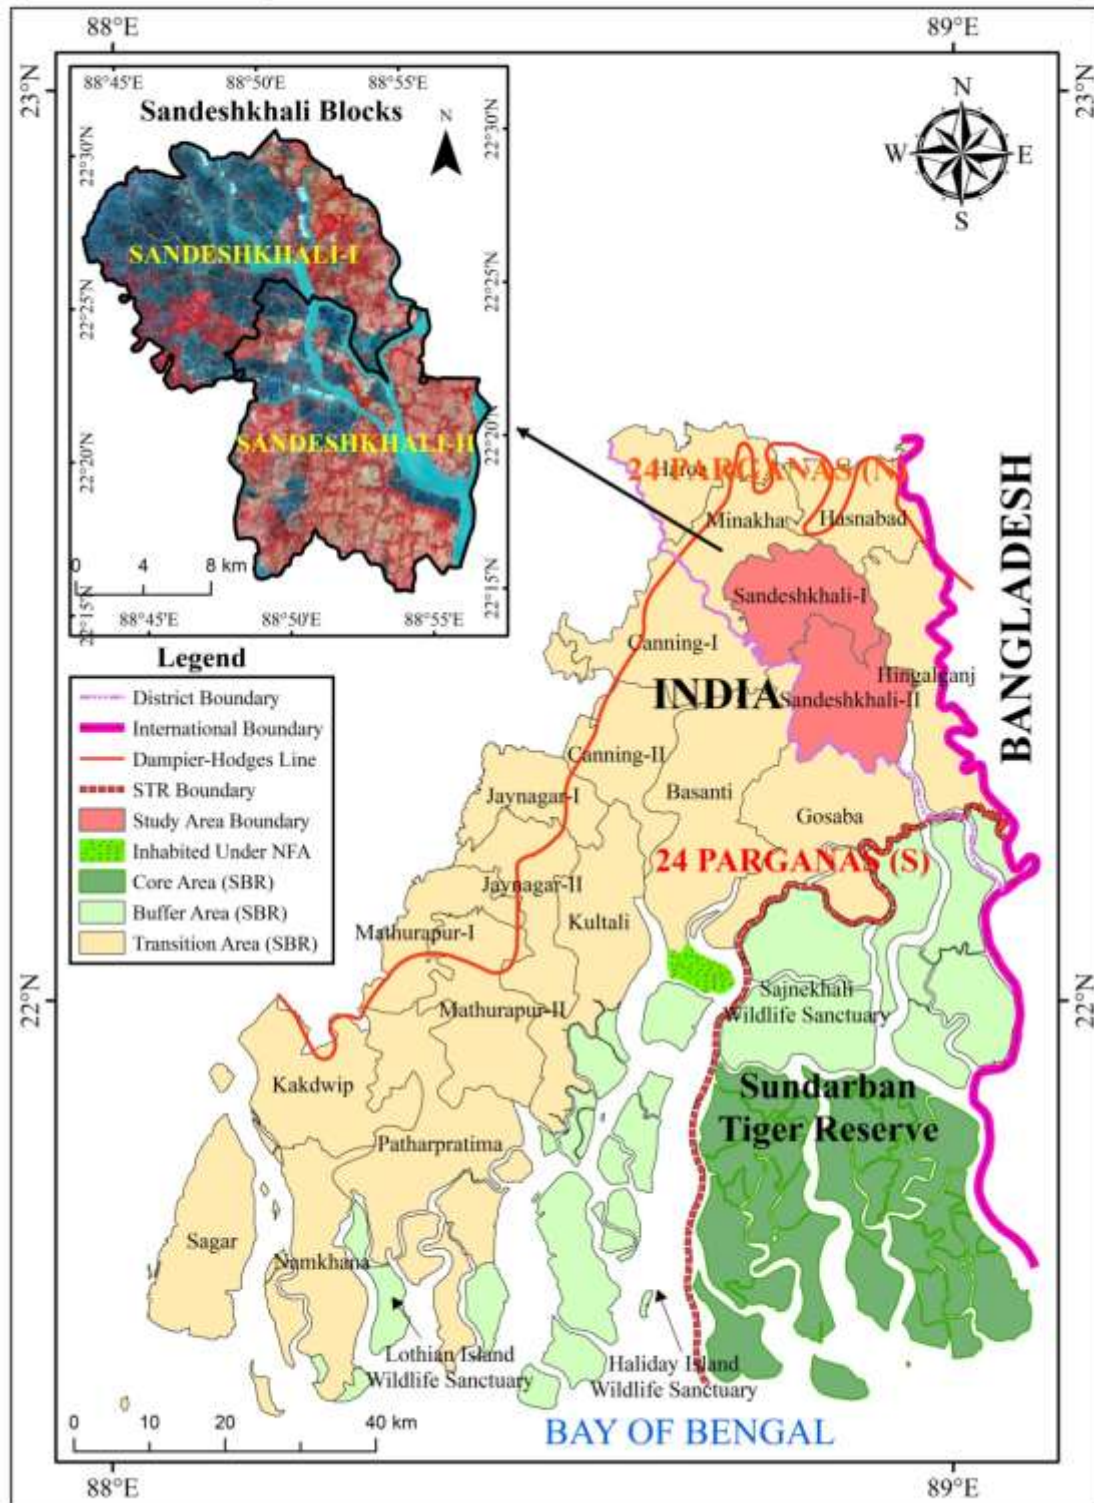 88°E
89°E
23°N
23°N
88°45'E
88°50'E
88°55'E
Sandeshkhali Blocks
N
22°30'N
22°30'N
SANDESHKHALI-I
22°25'N
22°25'N
SANDESHKHALI-II
22°20'N
22°20'N
0
4
8 km
22°15'N
22°15'N
88°45'E
88°50'E
88°55'E
N
W
E
S
Legend
District Boundary
International Boundary
Dampier-Hodges Line
STR Boundary
Study Area Boundary
Inhabited Under NFA
Core Area (SBR)
Buffer Area (SBR)
Transition Area (SBR)
24 PARGANAS (N)
Minakha
Hasnabad
BANGLADESH
Sandeshkhali-I
Canning-I
Hingalganj
INDIA
Sandeshkhali-II
Canning-II
Basanti
Jaynagar-I
Gosaba
24 PARGANAS (S)
Jaynagar-II
Kultali
Mathurapur-I
Sajnekhali
Wildlife Sanctuary
Mathurapur-II
22°N
22°N
Kakdwip
Sundarban
Tiger Reserve
Patharpratima
Sagar
Namkhana
Lothian Island
Wildlife Sanctuary
Haliday Island
Wildlife Sanctuary
0
10
20
40 km
BAY OF BENGAL
88°E
89°E